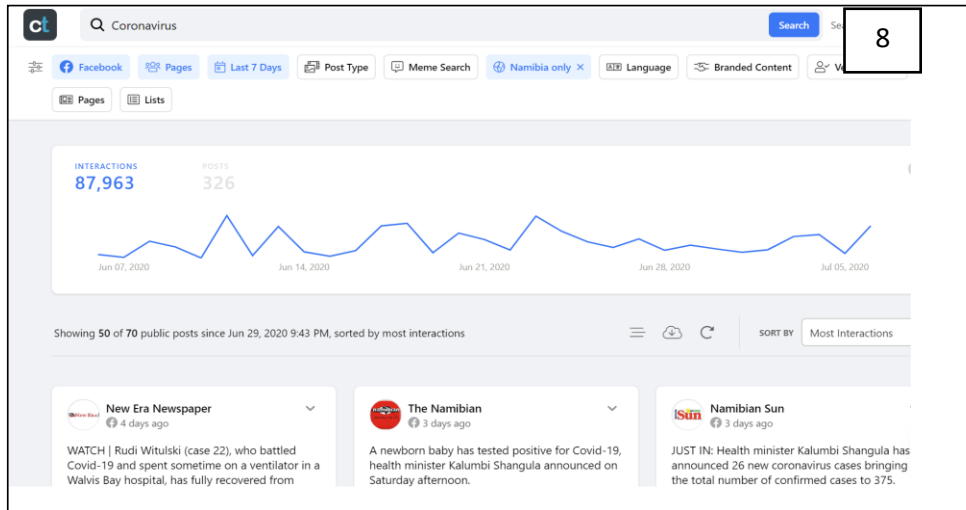 ct
Coronavirus
Search
8
Facebook
Pages
Last 7 Days
Post Type
Meme Search
Namibia only ×
Language
Branded Content
Pages
Lists
INTERACTIONS
POSTS
87,963
326
Jun 07, 2020
Jun 14, 2020
Jun 21, 2020
Jun 28, 2020
Jul 05, 2020
Showing 50 of 70 public posts since Jun 29, 2020 9:43 PM, sorted by most interactions
SORT BY
Most Interactions
New Era Newspaper
4 days ago
WATCH | Rudi Witulski (case 22), who battled
Covid-19 and spent sometime on a ventilator in a
Walvis Bay hospital, has fully recovered from
The Namibian
3 days ago
A newborn baby has tested positive for Covid-19,
health minister Kalumbi Shangula announced on
Saturday afternoon.
Sun
Namibian Sun
3 days ago
JUST IN: Health minister Kalumbi Shangula has
announced 26 new coronavirus cases bringing
the total number of confirmed cases to 375.